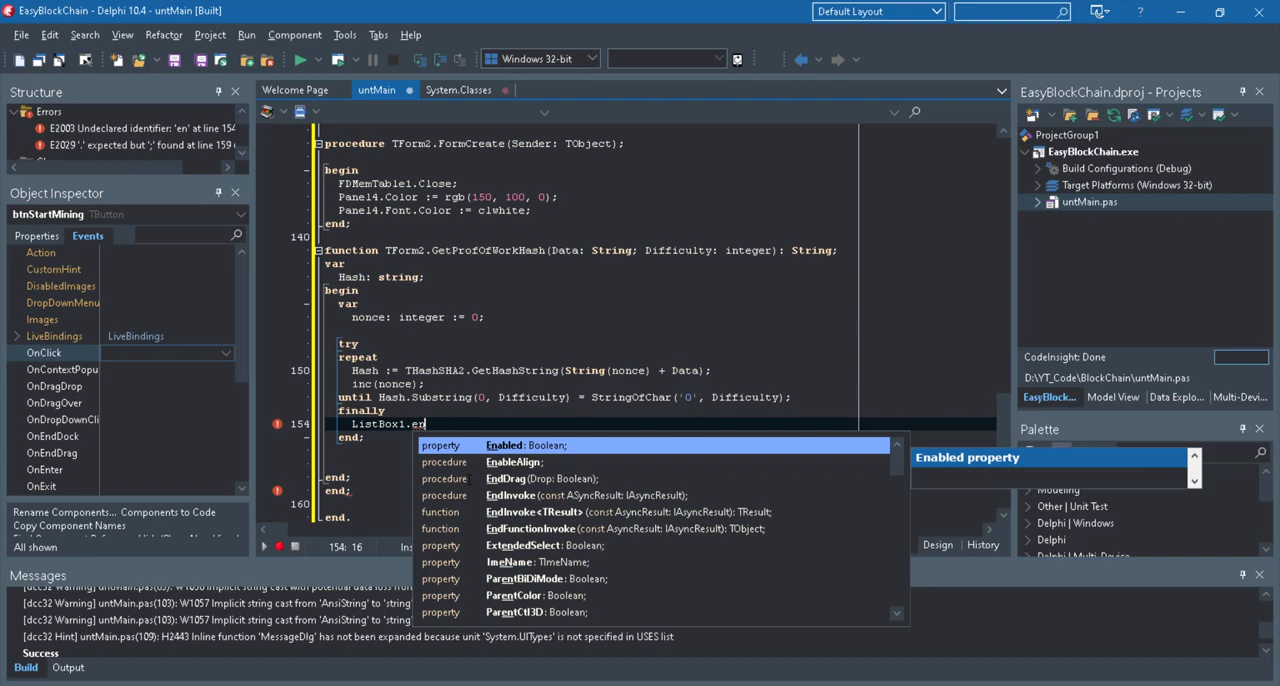 EasyBlockChain - Delphi 10.4 - untMain [Built]
Default Layout
?
File Edit Search View Refactor Project Run Component Tools Tabs Help
Windows 32-bit
Structure
Errors
E2003 Undeclared identifier: 'en' at line 154
E2029 '.' expected but ';' found at line 159
Object Inspector
btnStartMining TButton
Properties Events
Action
CustomHint
DisabledImages
DropDownMenu
Images
LiveBindings LiveBindings
OnClick
OnContextPopu
OnDragDrop
OnDragOver
OnDropDownCli
OnEndDock
OnEndDrag
OnEnter
OnExit
Rename Components... Components to Code
Copy Component Names
All shown
Welcome Page untMain System.Classes
procedure TForm2.FormCreate(Sender: TObject);
begin
FDMemTable1.Close;
Panel4.Color := rgb(150, 100, 0);
Panel4.Font.Color := clwhite;
end;
140
function TForm2.GetProfOfWorkHash(Data: String; Difficulty: integer): String;
var
Hash: string;
begin
var
nonce: integer := 0;
try
repeat
150 Hash := THashSHA2.GetHashString(String(nonce) + Data);
inc(nonce);
until Hash.Substring(0, Difficulty) = StringOfChar('0', Difficulty);
finally
154 ListBox1.en
end;
end;
end;
160
end.
property Enabled: Boolean;
procedure EnableAlign;
procedure EndDrag(Drop: Boolean);
procedure EndInvoke(const ASyncResult: IAsyncResult);
function EndInvoke<TResult>(const AsyncResult: IAsyncResult): TResult;
function EndFunctionInvoke(const AsyncResult: IAsyncResult): TObject;
property ExtendedSelect: Boolean;
property ImeName: TImeName;
property ParentBiDiMode: Boolean;
property ParentColor: Boolean;
property ParentCtl3D: Boolean;
Enabled property
154: 16 Ins
Design History
EasyBlockChain.dproj - Projects
ProjectGroup1
EasyBlockChain.exe
Build Configurations (Debug)
Target Platforms (Windows 32-bit)
untMain.pas
CodeInsight: Done
D:\YT_Code\BlockChain\untMain.pas
EasyBlock... Model View Data Explo... Multi-Devi...
Palette
Modeling
Other | Unit Test
Delphi | Windows
Delphi
Messages
[dcc32 Warning] untMain.pas(103): W1057 Implicit string cast from 'AnsiString' to 'string'
[dcc32 Hint] untMain.pas(109): H2443 Inline function 'MessageDlg' has not been expanded because unit 'System.UITypes' is not specified in USES list
Success
Build Output